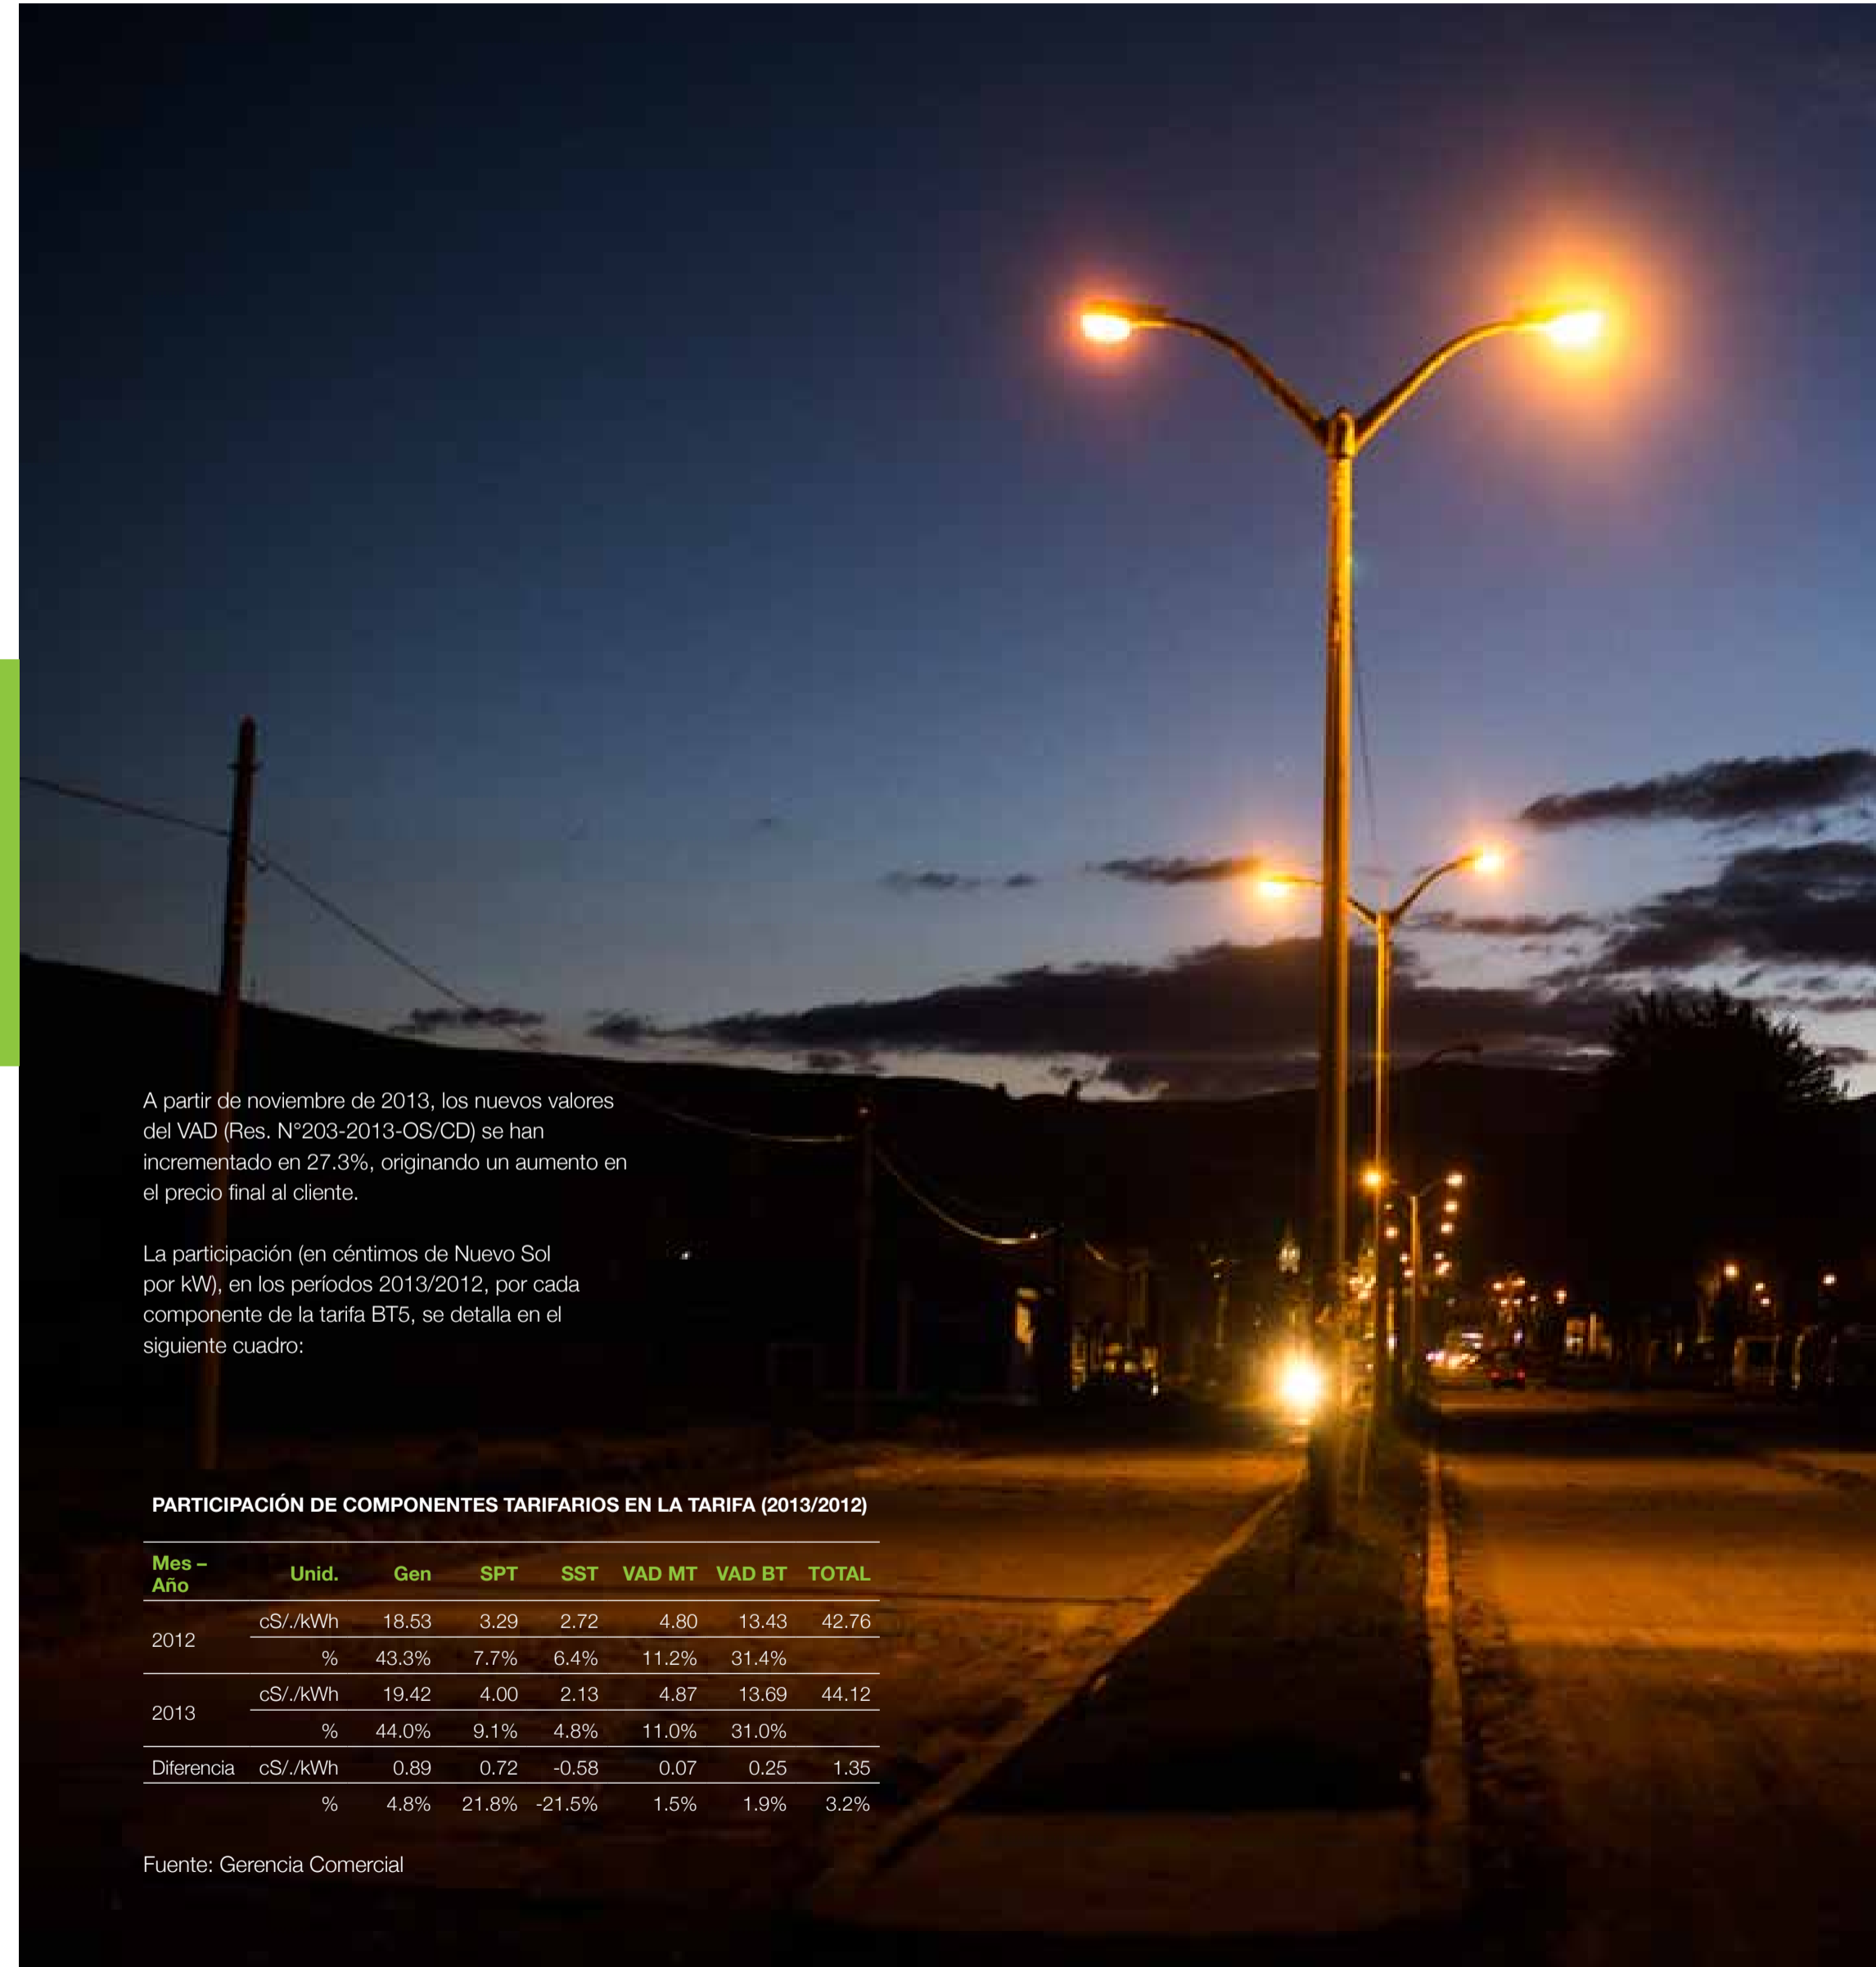 A partir de noviembre de 2013, los nuevos valores
del VAD (Res. N°203-2013-OS/CD) se han
incrementado en 27.3%, originando un aumento en
el precio final al cliente.
La participación (en céntimos de Nuevo Sol
por kW), en los períodos 2013/2012, por cada
componente de la tarifa BT5, se detalla en el
siguiente cuadro:
PARTICIPACIÓN DE COMPONENTES TARIFARIOS EN LA TARIFA (2013/2012)
Mes –
Año Unid. Gen SPT SST VAD MT VAD BT TOTAL
2012 cS/./kWh 18.53 3.29 2.72 4.80 13.43 42.76
% 43.3% 7.7% 6.4% 11.2% 31.4%
2013 cS/./kWh 19.42 4.00 2.13 4.87 13.69 44.12
% 44.0% 9.1% 4.8% 11.0% 31.0%
Diferencia cS/./kWh 0.89 0.72 -0.58 0.07 0.25 1.35
% 4.8% 21.8% -21.5% 1.5% 1.9% 3.2%
Fuente: Gerencia Comercial